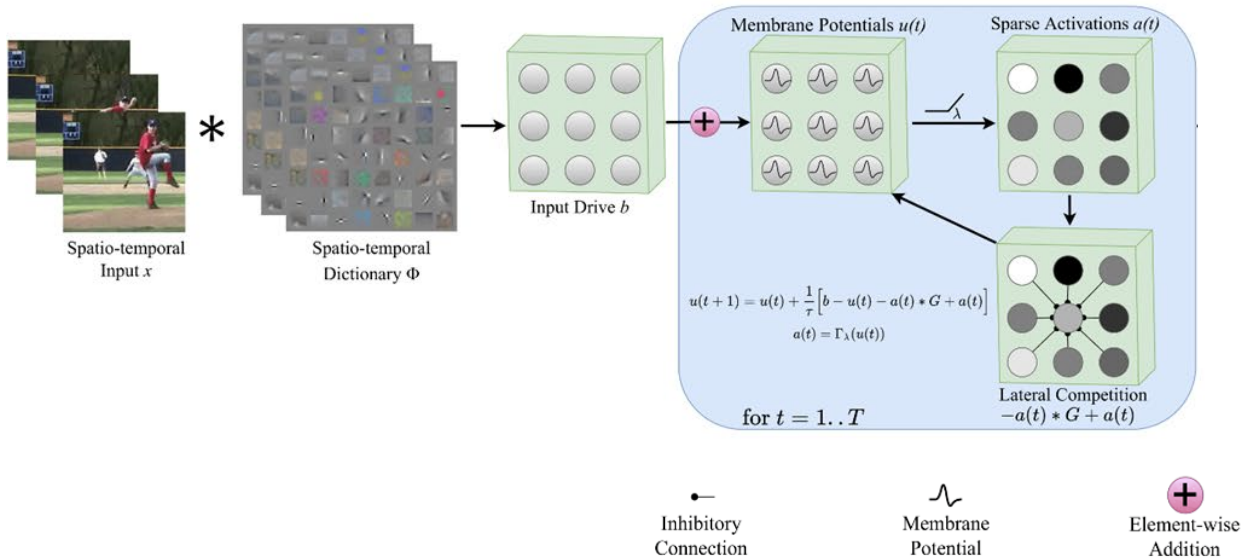 Membrane Potentials u(t)
Sparse Activations a(t)
*
+
λ
Input Drive b
Spatio-temporal
Input x
Spatio-temporal
Dictionary Φ
u(t + 1) = u(t) + 1/τ [b − u(t) − a(t) ∗ G + a(t)]
a(t) = Γλ(u(t))
Lateral Competition
−a(t) ∗ G + a(t)
for t = 1..T
+
Inhibitory
Connection
Membrane
Potential
Element-wise
Addition